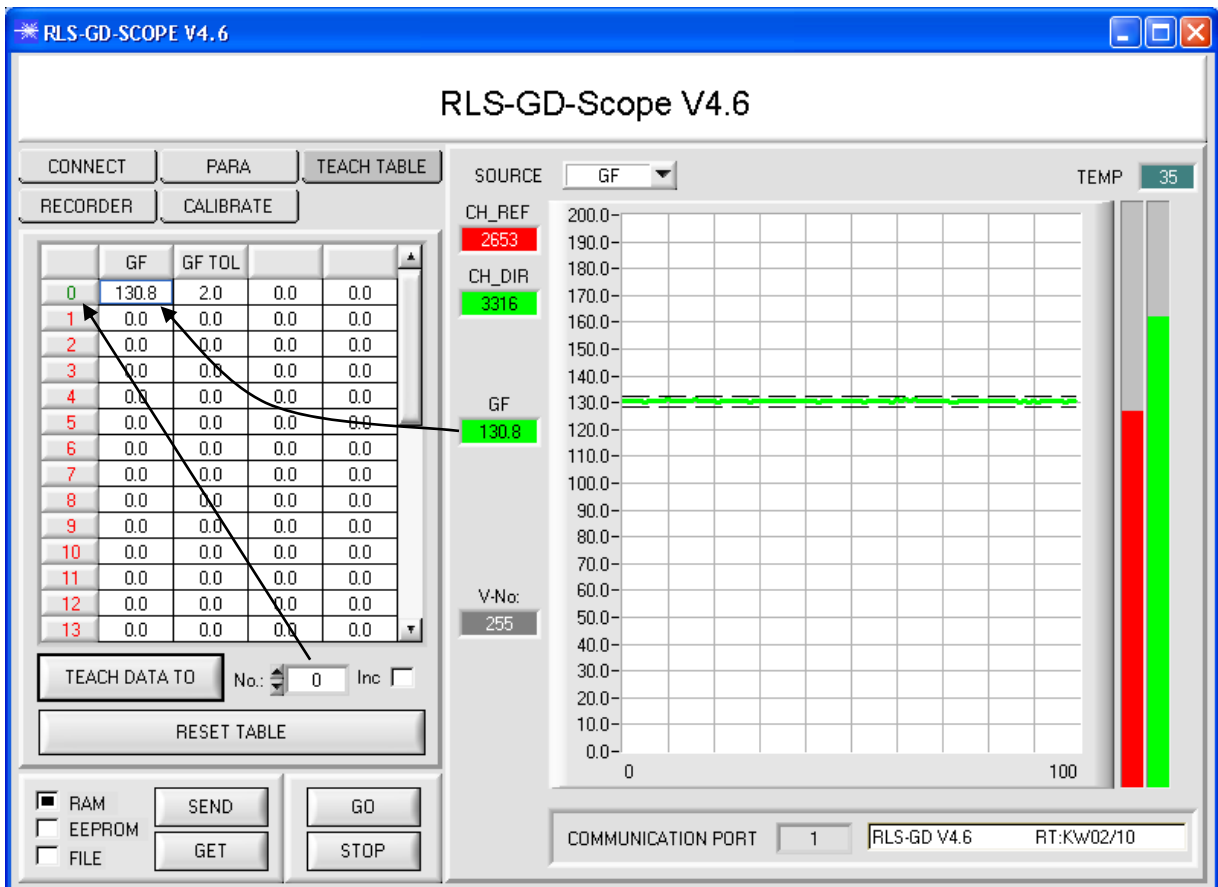 RLS-GD-SCOPE V4.6
RLS-GD-Scope V4.6
CONNECT PARA TEACH TABLE
RECORDER CALIBRATE
GF GF TOL
0 130.8 2.0 0.0 0.0
1 0.0 0.0 0.0 0.0
2 0.0 0.0 0.0 0.0
3 0.0 0.0 0.0 0.0
4 0.0 0.0 0.0 0.0
5 0.0 0.0 0.0 0.0
6 0.0 0.0 0.0 0.0
7 0.0 0.0 0.0 0.0
8 0.0 0.0 0.0 0.0
9 0.0 0.0 0.0 0.0
10 0.0 0.0 0.0 0.0
11 0.0 0.0 0.0 0.0
12 0.0 0.0 0.0 0.0
13 0.0 0.0 0.0 0.0
TEACH DATA TO No.: 0 Inc
RESET TABLE
RAM
EEPROM
FILE
SEND
GET
GO
STOP
SOURCE GF
TEMP 35
CH_REF
2653
CH_DIR
3316
GF
130.8
V-No:
255
200.0
190.0
180.0
170.0
160.0
150.0
140.0
130.0
120.0
110.0
100.0
90.0
80.0
70.0
60.0
50.0
40.0
30.0
20.0
10.0
0.0
0 100
COMMUNICATION PORT 1 RLS-GD V4.6 RT:KW02/10